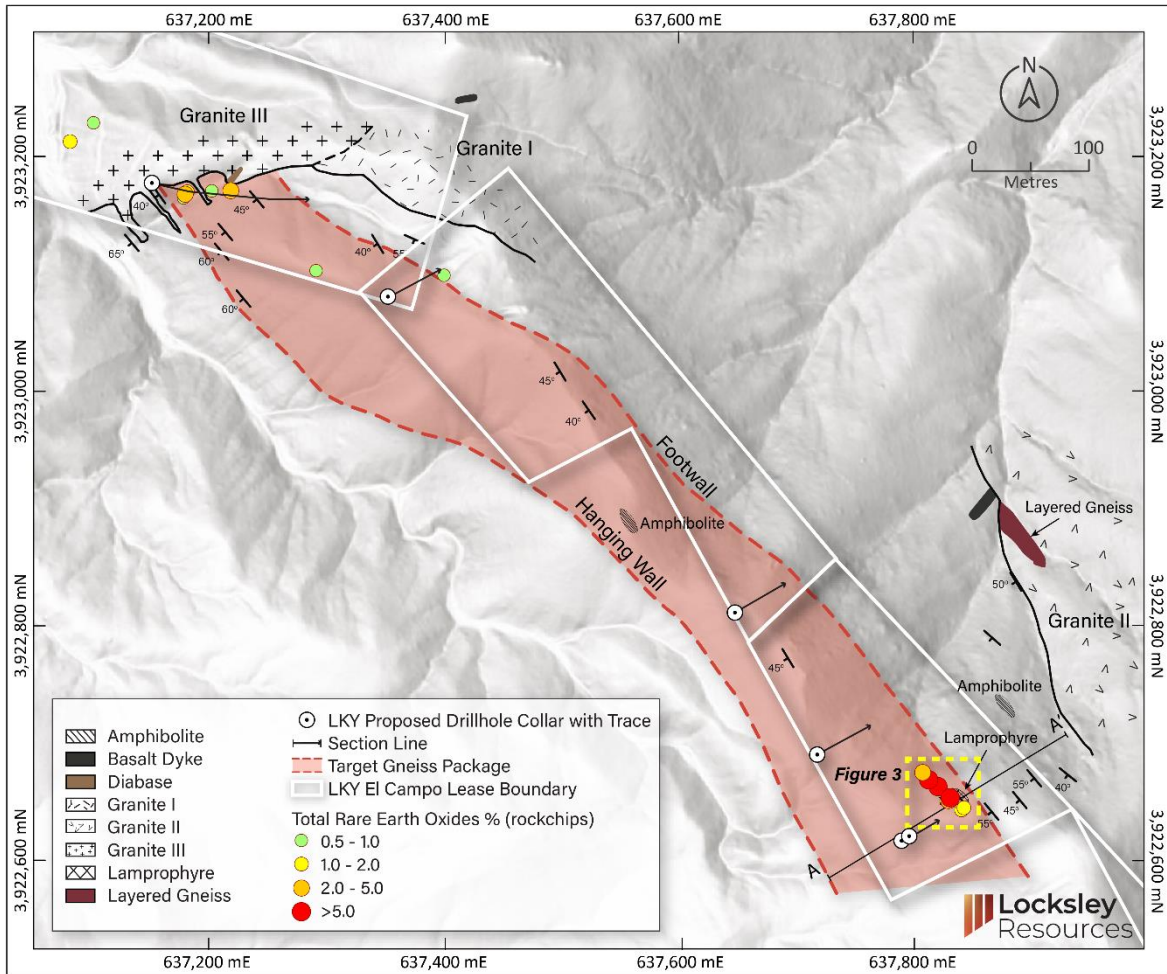 637,200 mE
637,400 mE
637,600 mE
637,800 mE
N
0
100
Metres
3,923,200 mN
3,923,200 mN
Granite III
Granite I
40°
45°
65°
55°
60°
60°
40°
55°
3,923,000 mN
3,923,000 mN
45°
40°
Footwall
Hanging Wall
Amphibolite
Layered Gneiss
50°
Granite II
3,922,800 mN
3,922,800 mN
45°
Amphibolite
A'
Lamprophyre
Figure 3
55°
45°
40°
55°
A
3,922,600 mN
3,922,600 mN
Amphibolite
Basalt Dyke
Diabase
Granite I
Granite II
Granite III
Lamprophyre
Layered Gneiss
LKY Proposed Drillhole Collar with Trace
Section Line
Target Gneiss Package
LKY El Campo Lease Boundary
Total Rare Earth Oxides % (rockchips)
0.5 - 1.0
1.0 - 2.0
2.0 - 5.0
>5.0
Locksley
Resources
637,200 mE
637,400 mE
637,600 mE
637,800 mE